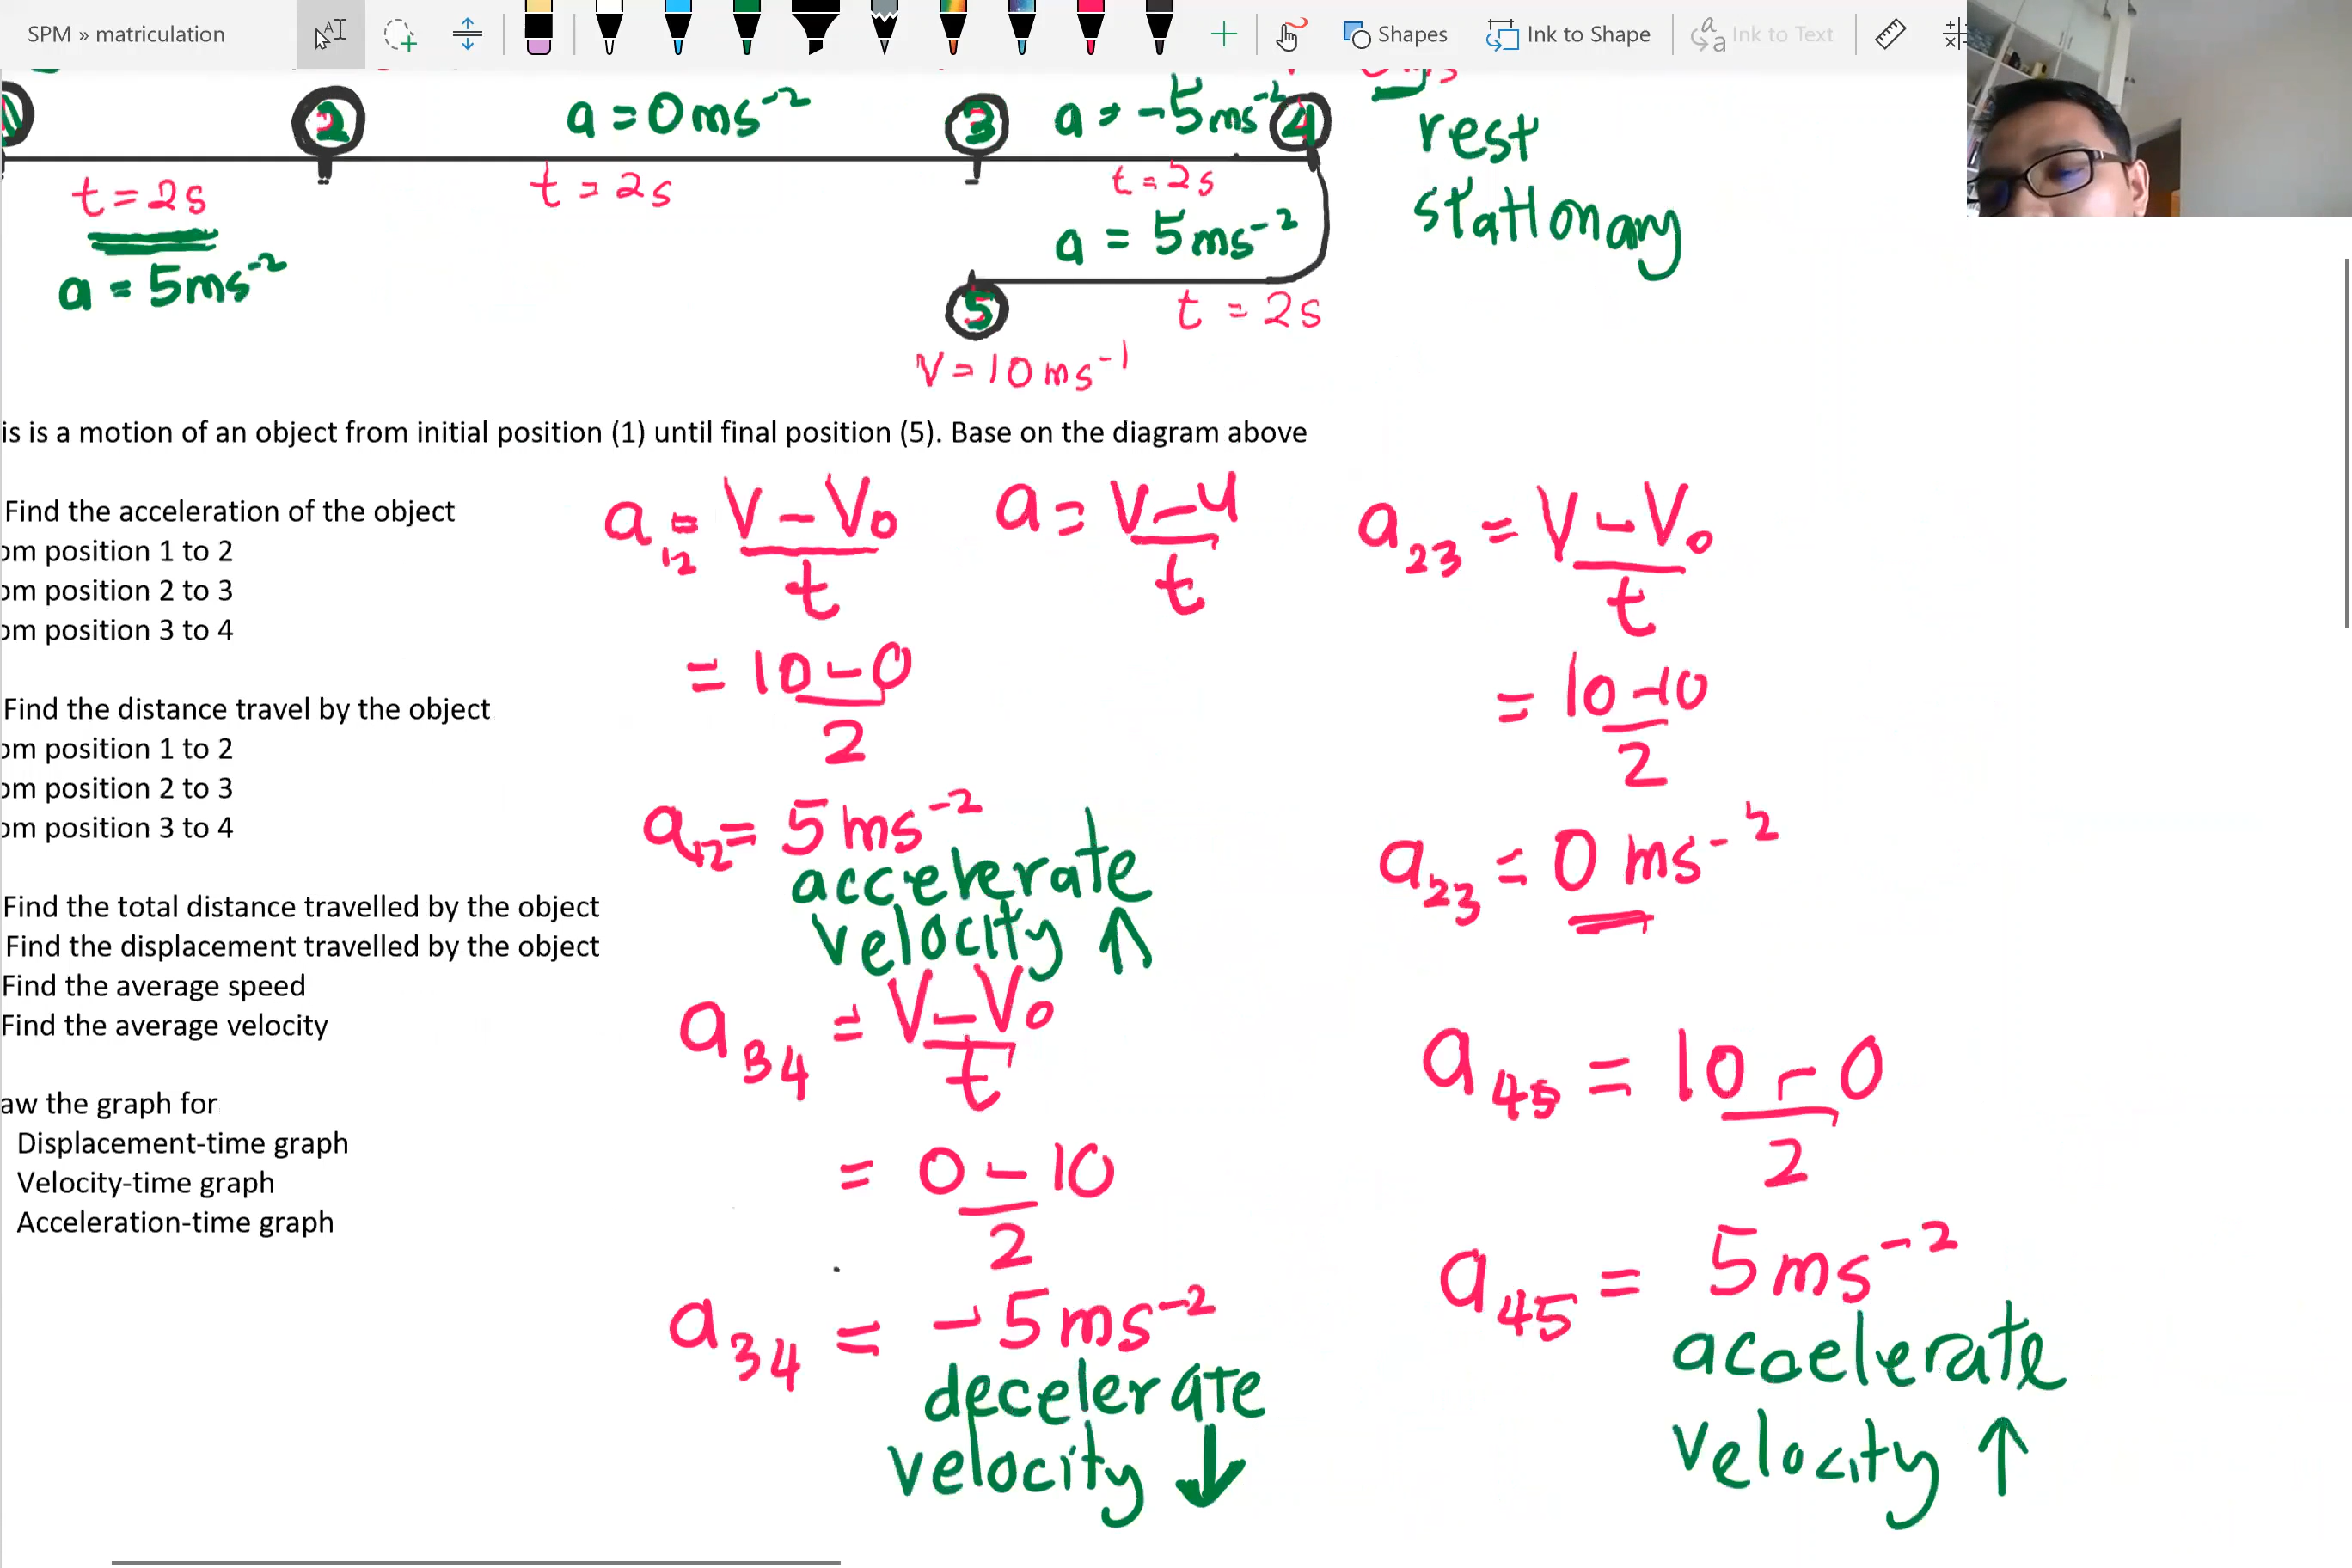 SPM » matriculation
Shapes
Ink to Shape
Ink to Text
2
a = 0ms⁻²
3
a = -5ms⁻²
4
rest
stationary
t = 2s
t = 2s
t = 2s
a = 5ms⁻²
a = 5ms⁻²
5
t = 2s
V = 10ms⁻¹
is is a motion of an object from initial position (1) until final position (5). Base on the diagram above
Find the acceleration of the object
om position 1 to 2
om position 2 to 3
om position 3 to 4
Find the distance travel by the object
om position 1 to 2
om position 2 to 3
om position 3 to 4
Find the total distance travelled by the object
Find the displacement travelled by the object
Find the average speed
Find the average velocity
aw the graph for
Displacement-time graph
Velocity-time graph
Acceleration-time graph
a₁₂ = V - V₀
t
= 10 - 0
2
a₁₂ = 5ms⁻²
accelerate
velocity ↑
a = V - u
t
a₂₃ = V - V₀
t
= 10 - 10
2
a₂₃ = 0 ms⁻²
a₃₄ = V - V₀
t
= 0 - 10
2
a₃₄ = -5ms⁻²
decelerate
velocity ↓
a₄₅ = 10 - 0
2
a₄₅ = 5ms⁻²
accelerate
velocity ↑